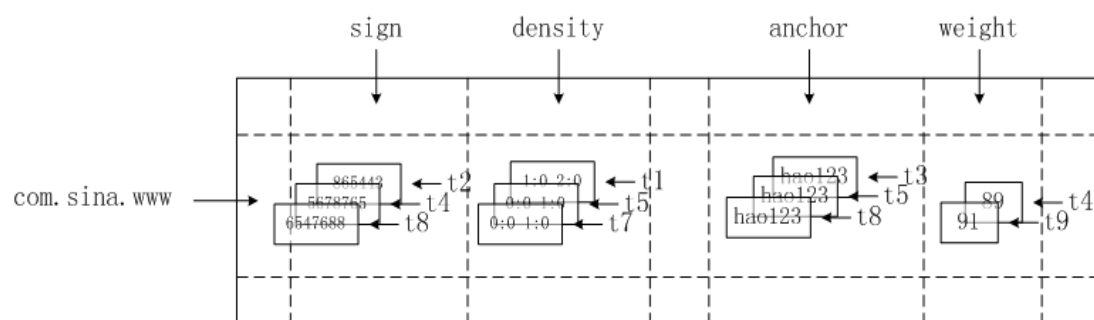 sign density anchor weight
865442 t2 1:0 2:0 t1 hao123 t3
5678765 t4 0:0 1:0 t5 hao123 t5 89 t4
com.sina.www
6547688 t8 0:0 1:0 t7 hao123 t8 91 t9